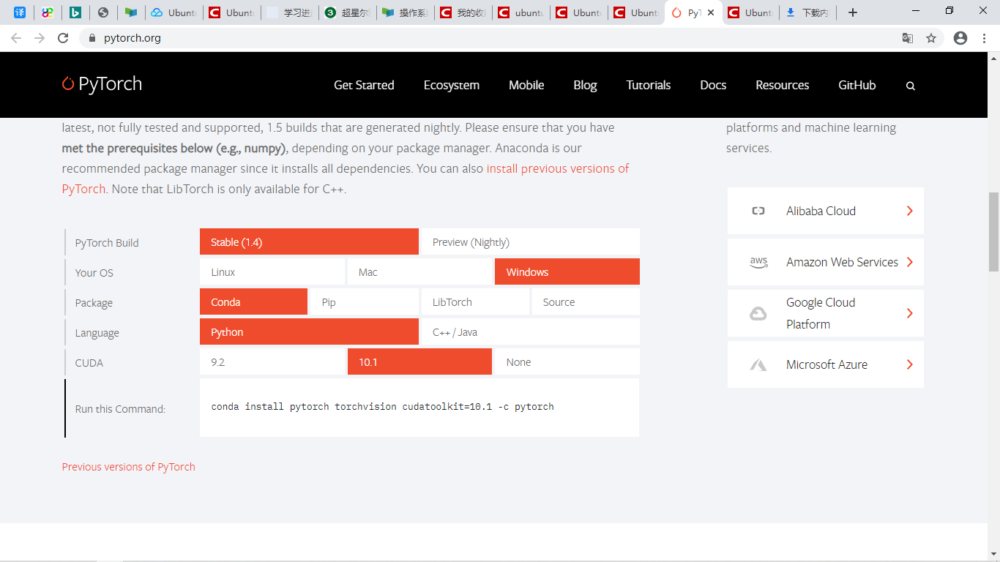 译
Ubuntu
Ubuntu
学习进
3
超星尔
操作系统
我的收
ubuntu
Ubuntu
Ubuntu
PyT
Ubuntu
下载内
pytorch.org
PyTorch
Get Started
Ecosystem
Mobile
Blog
Tutorials
Docs
Resources
GitHub
latest, not fully tested and supported, 1.5 builds that are generated nightly. Please ensure that you have
met the prerequisites below (e.g., numpy), depending on your package manager. Anaconda is our
recommended package manager since it installs all dependencies. You can also install previous versions of
PyTorch. Note that LibTorch is only available for C++.
platforms and machine learning
services.
PyTorch Build
Stable (1.4)
Preview (Nightly)
Your OS
Linux
Mac
Windows
Package
Conda
Pip
LibTorch
Source
Language
Python
C++ / Java
CUDA
9.2
10.1
None
Run this Command:
conda install pytorch torchvision cudatoolkit=10.1 -c pytorch
Previous versions of PyTorch
Alibaba Cloud
aws
Amazon Web Services
Google Cloud
Platform
Microsoft Azure